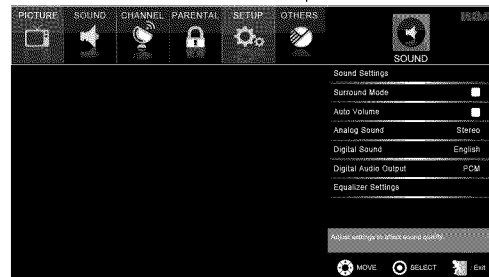 PICTURE SOUND CHANNEL PARENTAL SETUP OTHERS
RCA
SOUND
Sound Settings
Surround Mode
Auto Volume
Analog Sound Stereo
Digital Sound English
Digital Audio Output PCM
Equalizer Settings
Adjust settings to affect sound quality.
MOVE SELECT : Exit